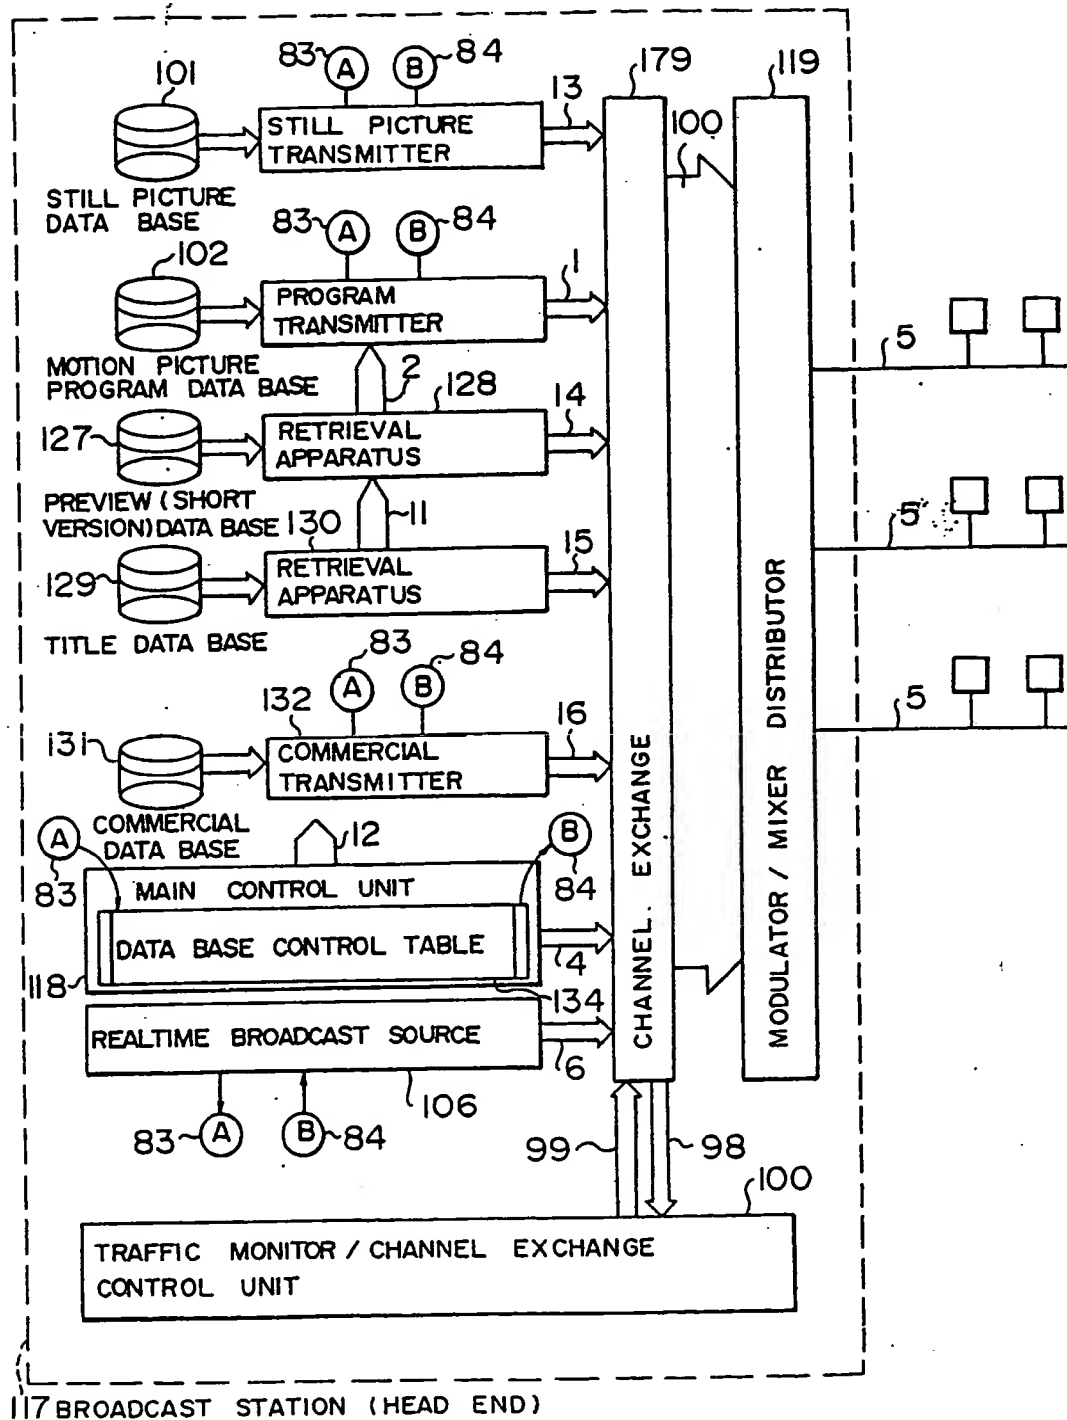 83 A B 84
101
179
119
13
100
STILL PICTURE
TRANSMITTER
STILL PICTURE
DATA BASE
83 A B 84
102
1
PROGRAM
TRANSMITTER
MOTION PICTURE
PROGRAM DATA BASE
2
128
14
5
127
RETRIEVAL
APPARATUS
PREVIEW (SHORT
VERSION) DATA BASE
11
130
15
5
129
RETRIEVAL
APPARATUS
TITLE DATA BASE
83 A B 84
132
16
5
131
COMMERCIAL
TRANSMITTER
COMMERCIAL
DATA BASE
A
83
12
B
84
MAIN CONTROL UNIT
DATA BASE CONTROL TABLE
118
4
134
REALTIME BROADCAST SOURCE
6
106
83 A B 84
CHANNEL. EXCHANGE
MODULATOR / MIXER DISTRIBUTOR
99
98
100
TRAFFIC MONITOR / CHANNEL EXCHANGE
CONTROL UNIT
117 BROADCAST STATION (HEAD END)